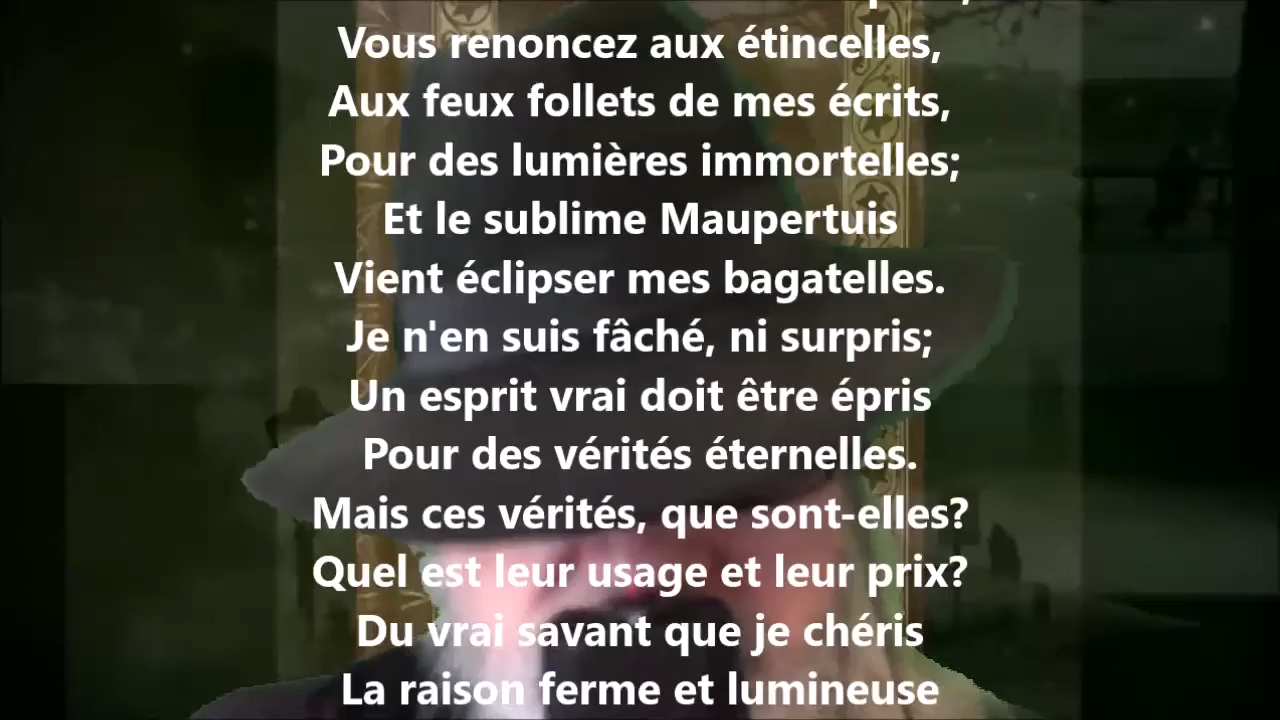 Vous renoncez aux étincelles,
Aux feux follets de mes écrits,
Pour des lumières immortelles;
Et le sublime Maupertuis
Vient éclipser mes bagatelles.
Je n'en suis fâché, ni surpris;
Un esprit vrai doit être épris
Pour des vérités éternelles.
Mais ces vérités, que sont-elles?
Quel est leur usage et leur prix?
Du vrai savant que je chéris
La raison ferme et lumineuse